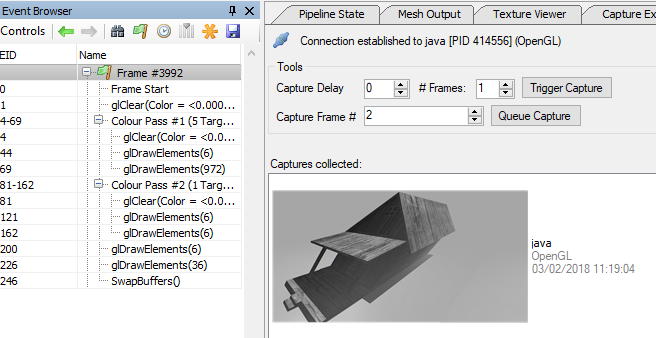 Event Browser
Controls
EID Name
0 Frame #3992
0 Frame Start
1 glClear(Color = <0.000...
4-69 Colour Pass #1 (5 Targ...
4 glClear(Color = <0.0...
44 glDrawElements(6)
69 glDrawElements(972)
81-162 Colour Pass #2 (1 Targ...
81 glClear(Color = <0.0...
121 glDrawElements(6)
162 glDrawElements(6)
200 glDrawElements(6)
226 glDrawElements(36)
246 SwapBuffers()
Pipeline State Mesh Output Texture Viewer Capture Ex
Connection established to java [PID 414556] (OpenGL)
Tools
Capture Delay 0 # Frames: 1 Trigger Capture
Capture Frame # 2 Queue Capture
Captures collected:
java
OpenGL
03/02/2018 11:19:04